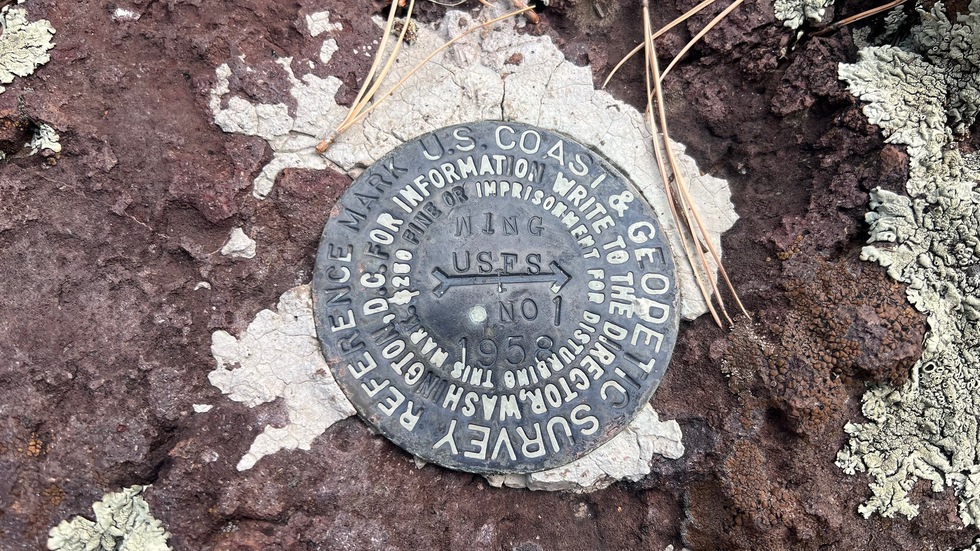 U.S. COAST & GEODETIC SURVEY
REFERENCE MARK
FOR INFORMATION WRITE TO THE DIRECTOR, WASHINGTON, D.C.
$250 FINE OR IMPRISONMENT FOR DISTURBING THIS MARK.
WING
USFS
NO 1
1958